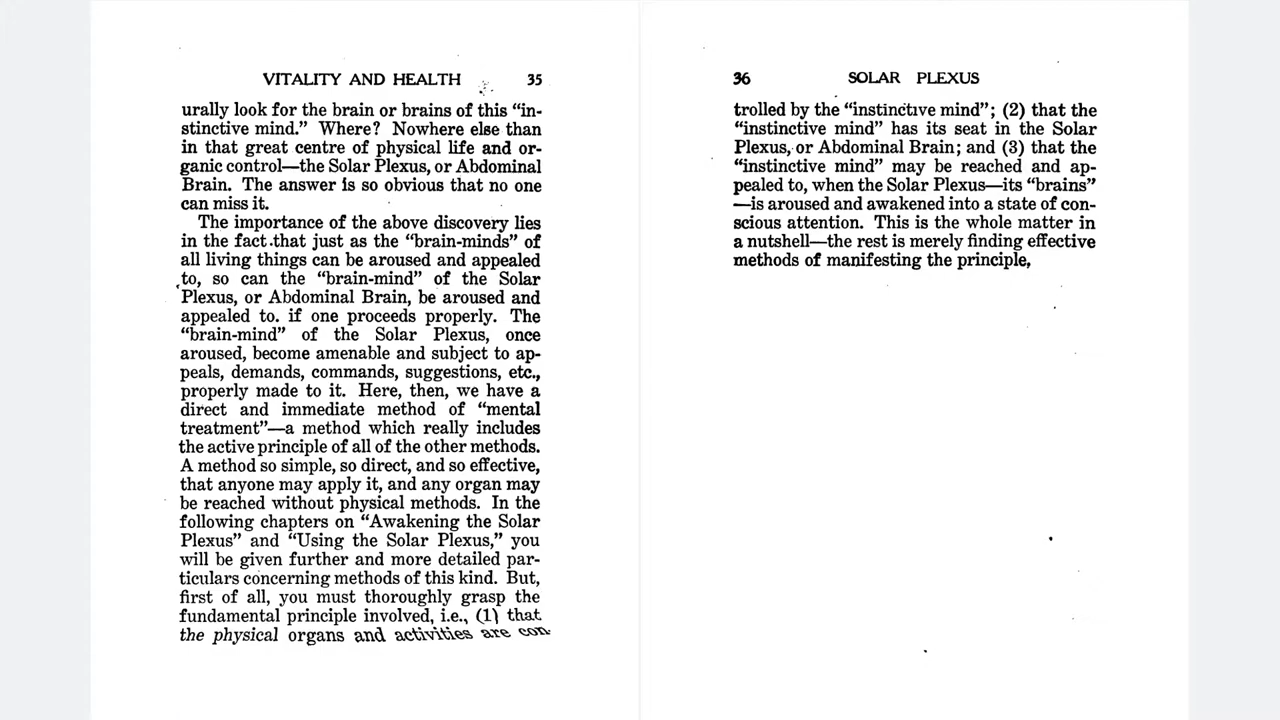 VITALITY AND HEALTH 35
urally look for the brain or brains of this “in-
stinctive mind.” Where? Nowhere else than
in that great centre of physical life and or-
ganic control—the Solar Plexus, or Abdominal
Brain. The answer is so obvious that no one
can miss it.
The importance of the above discovery lies
in the fact that just as the “brain-minds” of
all living things can be aroused and appealed
to, so can the “brain-mind” of the Solar
Plexus, or Abdominal Brain, be aroused and
appealed to. if one proceeds properly. The
“brain-mind” of the Solar Plexus, once
aroused, become amenable and subject to ap-
peals, demands, commands, suggestions, etc.,
properly made to it. Here, then, we have a
direct and immediate method of “mental
treatment”—a method which really includes
the active principle of all of the other methods.
A method so simple, so direct, and so effective,
that anyone may apply it, and any organ may
be reached without physical methods. In the
following chapters on “Awakening the Solar
Plexus” and “Using the Solar Plexus,” you
will be given further and more detailed par-
ticulars concerning methods of this kind. But,
first of all, you must thoroughly grasp the
fundamental principle involved, i.e., (1) that
the physical organs and activities are con-
36 SOLAR PLEXUS
trolled by the “instinctive mind”; (2) that the
“instinctive mind” has its seat in the Solar
Plexus, or Abdominal Brain; and (3) that the
“instinctive mind” may be reached and ap-
pealed to, when the Solar Plexus—its “brains”
—is aroused and awakened into a state of con-
scious attention. This is the whole matter in
a nutshell—the rest is merely finding effective
methods of manifesting the principle,